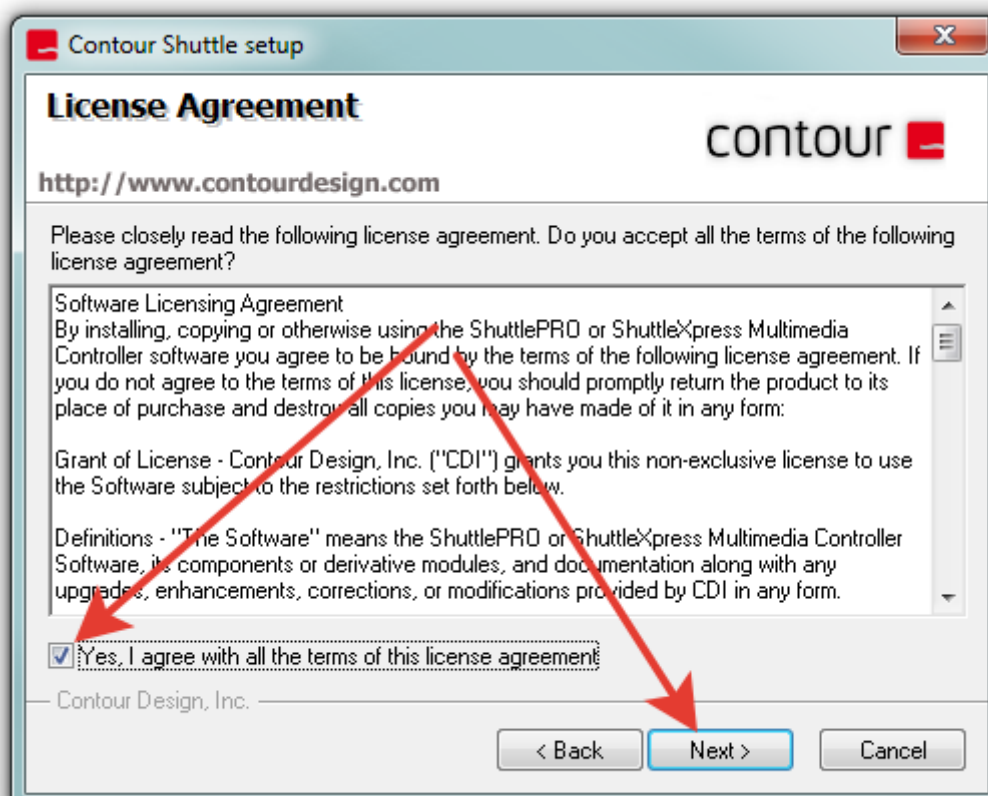 Contour Shuttle setup
License Agreement
contour
http://www.contourdesign.com
Please closely read the following license agreement. Do you accept all the terms of the following
license agreement?
Software Licensing Agreement
By installing, copying or otherwise using the ShuttlePRO or ShuttleXpress Multimedia
Controller software you agree to be bound by the terms of the following license agreement. If
you do not agree to the terms of this license, you should promptly return the product to its
place of purchase and destroy all copies you may have made of it in any form:
Grant of License - Contour Design, Inc. ("CDI") grants you this non-exclusive license to use
the Software subject to the restrictions set forth below.
Definitions - "The Software" means the ShuttlePRO or ShuttleXpress Multimedia Controller
Software, its components or derivative modules, and documentation along with any
upgrades, enhancements, corrections, or modifications provided by CDI in any form.
Yes, I agree with all the terms of this license agreement
Contour Design, Inc.
< Back Next > Cancel